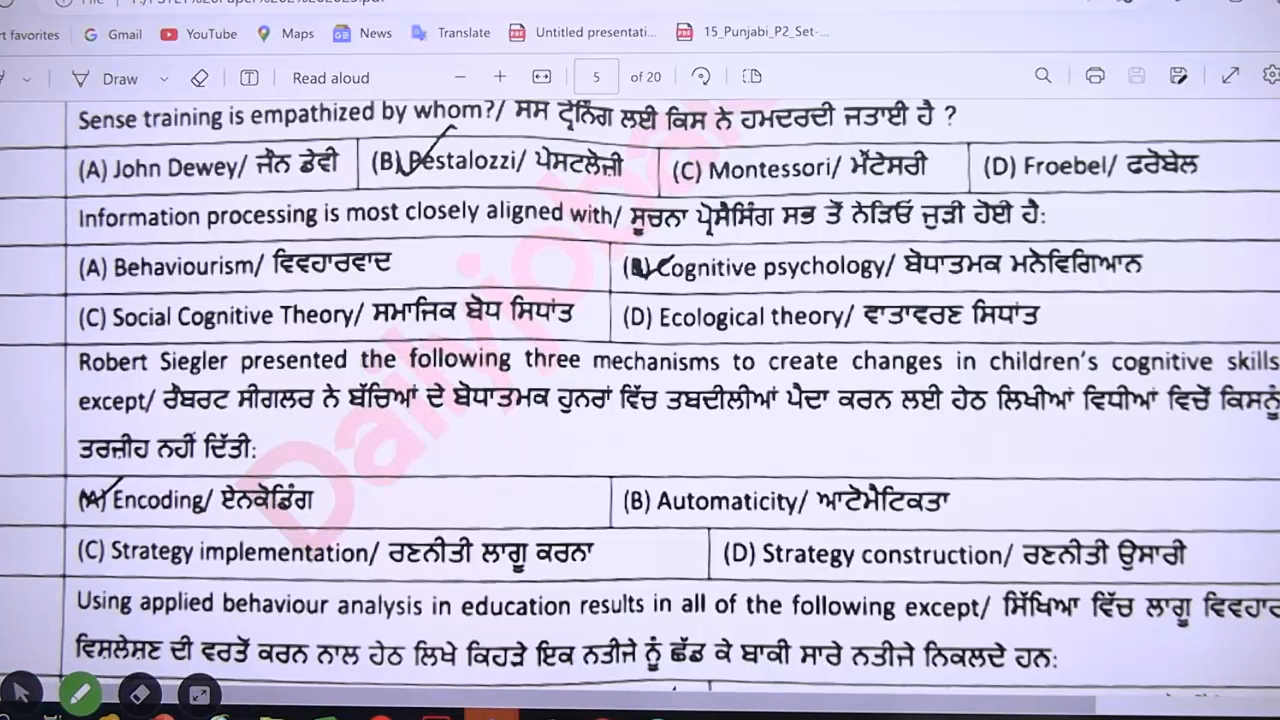 rt favorites Gmail YouTube Maps News Translate Untitled presentati... 15_Punjabi_P2_Set-...
Draw Read aloud 5 of 20
Sense training is empathized by whom?/ ਸਸ ਟ੍ਰੇਨਿੰਗ ਲਈ ਕਿਸ ਨੇ ਹਮਦਰਦੀ ਜਤਾਈ ਹੈ ?
(A) John Dewey/ ਜੌਨ ਡੇਵੀ (B) Pestalozzi/ ਪੇਸਟਲੋਜ਼ੀ (C) Montessori/ ਮੌਂਟੇਸਰੀ (D) Froebel/ ਫਰੋਬੇਲ
Information processing is most closely aligned with/ ਸੂਚਨਾ ਪ੍ਰੋਸੈਸਿੰਗ ਸਭ ਤੋਂ ਨੇੜਿਓਂ ਜੁੜੀ ਹੋਈ ਹੈ:
(A) Behaviourism/ ਵਿਵਹਾਰਵਾਦ (B) Cognitive psychology/ ਬੋਧਾਤਮਕ ਮਨੋਵਿਗਿਆਨ
(C) Social Cognitive Theory/ ਸਮਾਜਿਕ ਬੋਧ ਸਿਧਾਂਤ (D) Ecological theory/ ਵਾਤਾਵਰਣ ਸਿਧਾਂਤ
Robert Siegler presented the following three mechanisms to create changes in children's cognitive skills
except/ ਰੌਬਰਟ ਸੀਗਲਰ ਨੇ ਬੱਚਿਆਂ ਦੇ ਬੋਧਾਤਮਕ ਹੁਨਰਾਂ ਵਿੱਚ ਤਬਦੀਲੀਆਂ ਪੈਦਾ ਕਰਨ ਲਈ ਹੇਠ ਲਿਖੀਆਂ ਵਿਧੀਆਂ ਵਿਚੋਂ ਕਿਸਨੂੰ
ਤਰਜ਼ੀਹ ਨਹੀਂ ਦਿੱਤੀ:
(A) Encoding/ ਏਨਕੋਡਿੰਗ (B) Automaticity/ ਆਟੋਮੈਟਿਕਤਾ
(C) Strategy implementation/ ਰਣਨੀਤੀ ਲਾਗੂ ਕਰਨਾ (D) Strategy construction/ ਰਣਨੀਤੀ ਉਸਾਰੀ
Using applied behaviour analysis in education results in all of the following except/ ਸਿੱਖਿਆ ਵਿੱਚ ਲਾਗੂ ਵਿਵਹਾਰ
ਵਿਸ਼ਲੇਸ਼ਣ ਦੀ ਵਰਤੋਂ ਕਰਨ ਨਾਲ ਹੇਠ ਲਿਖੇ ਕਿਹੜੇ ਇਕ ਨਤੀਜੇ ਨੂੰ ਛੱਡ ਕੇ ਬਾਕੀ ਸਾਰੇ ਨਤੀਜੇ ਨਿਕਲਦੇ ਹਨ: